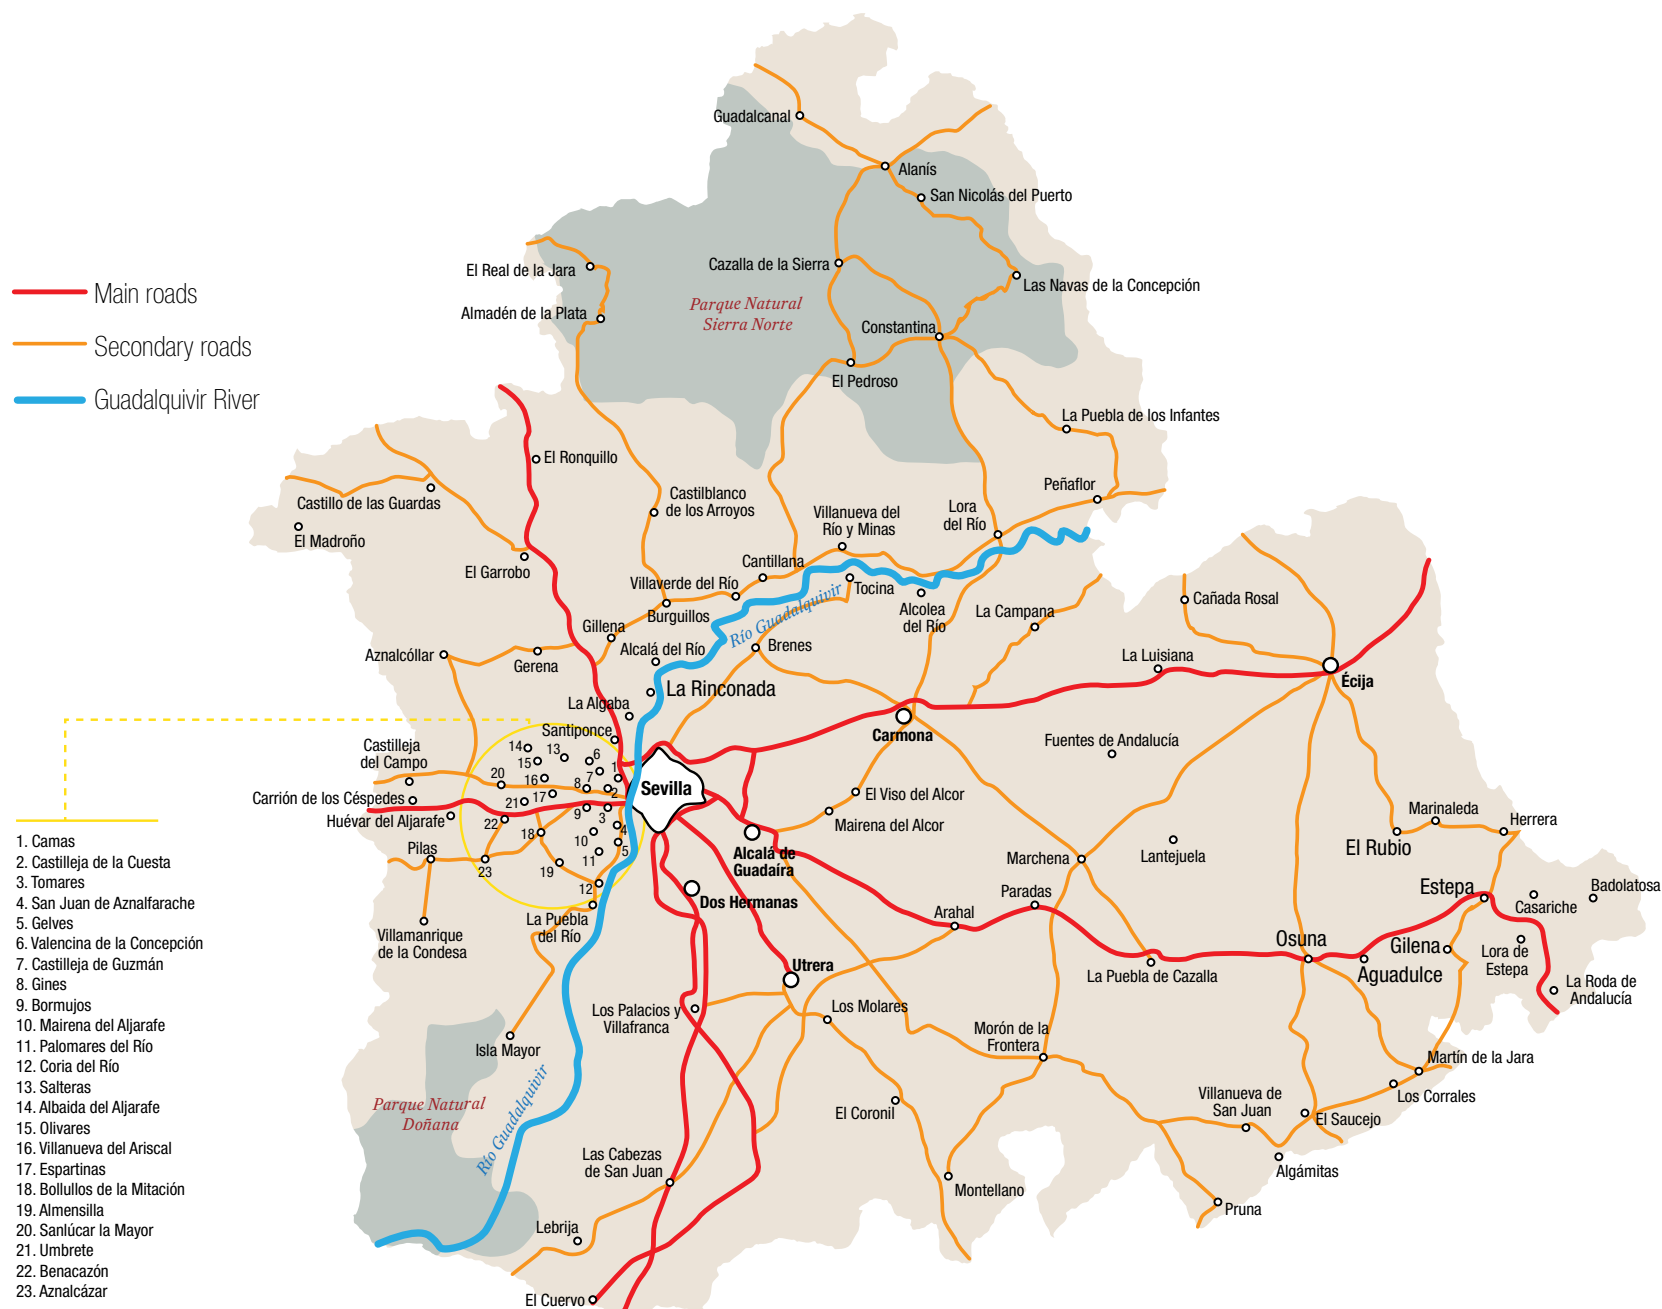 Guadalcanal
Alanís
San Nicolás del Puerto
El Real de la Jara
Cazalla de la Sierra
Las Navas de la Concepción
Main roads
Parque Natural
Sierra Norte
Almadén de la Plata
Constantina
Secondary roads
El Pedroso
Guadalquivir River
La Puebla de los Infantes
El Ronquillo
Castillo de las Guardas
Castilblanco
de los Arroyos
Peñaflor
Villanueva del
Río y Minas
Lora
del Río
El Madroño
El Garrobo
Cantillana
Villaverde del Río
Tocina
Río Guadalquivir
Alcolea
del Río
La Campana
Cañada Rosal
Burguillos
Gillena
Brenes
Alcalá del Río
Aznalcóllar
Gerena
La Luisiana
Écija
La Rinconada
La Algaba
Santiponce
Carmona
Fuentes de Andalucía
Castilleja
del Campo
14
13
6
15
1
7
20
16
8
2
17
Sevilla
Carrión de los Céspedes
21
Huévar del Aljarafe
9
3
22
18
4
10
5
11
El Viso del Alcor
Mairena del Alcor
Marinaleda
Herrera
El Rubio
Pilas
23
19
12
Alcalá de
Guadaíra
Marchena
Lantejuela
Dos Hermanas
Paradas
Estepa
Badolatosa
Casariche
La Puebla
del Río
Arahal
Villamanrique
de la Condesa
Osuna
Gilena
Lora de
Estepa
Utrera
La Puebla de Cazalla
Aguadulce
La Roda de
Andalucía
Los Palacios y
Villafranca
Los Molares
Isla Mayor
Morón de la
Frontera
Martín de la Jara
Los Corrales
Parque Natural
Doñana
Río Guadalquivir
El Coronil
Villanueva de
San Juan
El Saucejo
Las Cabezas
de San Juan
Algámitas
Montellano
Pruna
Lebrija
El Cuervo
1. Camas
2. Castilleja de la Cuesta
3. Tomares
4. San Juan de Aznalfarache
5. Gelves
6. Valencina de la Concepción
7. Castilleja de Guzmán
8. Gines
9. Bormujos
10. Mairena del Aljarafe
11. Palomares del Río
12. Coria del Río
13. Salteras
14. Albaida del Aljarafe
15. Olivares
16. Villanueva del Ariscal
17. Espartinas
18. Bollullos de la Mitación
19. Almensilla
20. Sanlúcar la Mayor
21. Umbrete
22. Benacazón
23. Aznalcázar